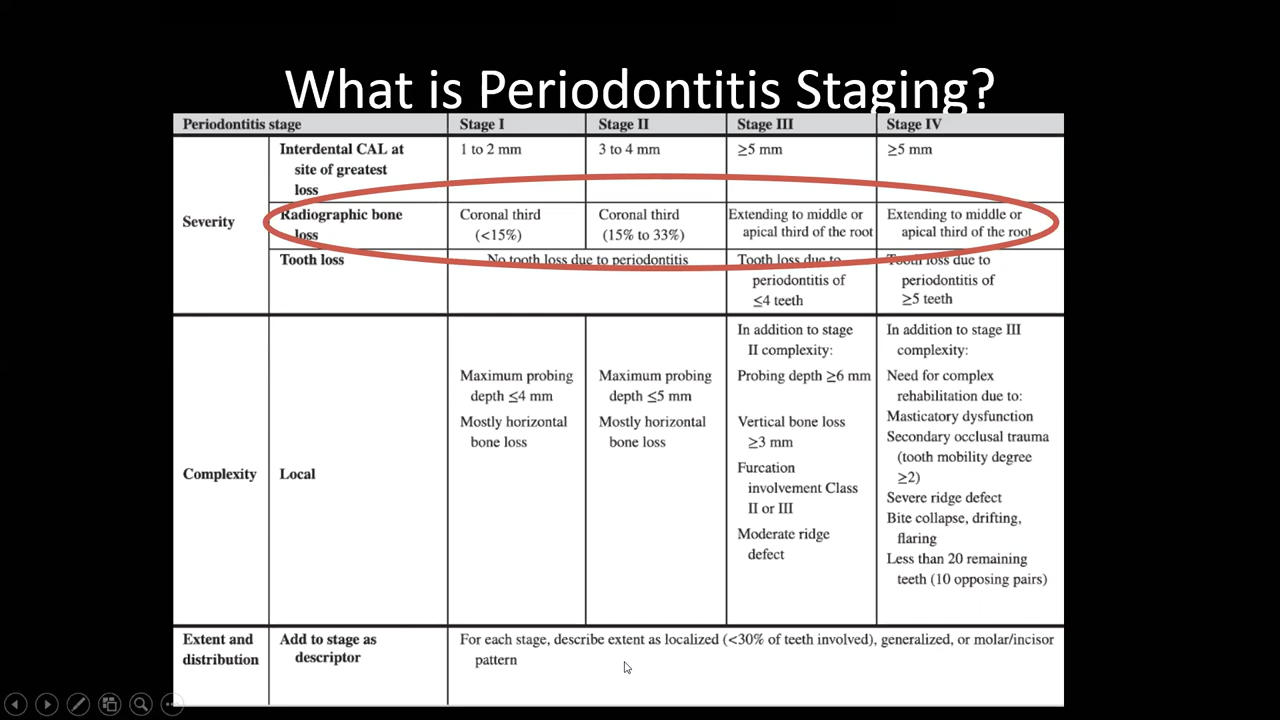 What is Periodontitis Staging?
Periodontitis stage
Stage I
Stage II
Stage III
Stage IV
Severity
Interdental CAL at
site of greatest
loss
1 to 2 mm
3 to 4 mm
≥5 mm
≥5 mm
Radiographic bone
loss
Coronal third
(<15%)
Coronal third
(15% to 33%)
Extending to middle or
apical third of the root
Extending to middle or
apical third of the root
Tooth loss
No tooth loss due to periodontitis
Tooth loss due to
periodontitis of
≤4 teeth
Tooth loss due to
periodontitis of
≥5 teeth
Complexity
Local
Maximum probing
depth ≤4 mm
Mostly horizontal
bone loss
Maximum probing
depth ≤5 mm
Mostly horizontal
bone loss
In addition to stage
II complexity:
Probing depth ≥6 mm
Vertical bone loss
≥3 mm
Furcation
involvement Class
II or III
Moderate ridge
defect
In addition to stage III
complexity:
Need for complex
rehabilitation due to:
Masticatory dysfunction
Secondary occlusal trauma
(tooth mobility degree
≥2)
Severe ridge defect
Bite collapse, drifting,
flaring
Less than 20 remaining
teeth (10 opposing pairs)
Extent and
distribution
Add to stage as
descriptor
For each stage, describe extent as localized (<30% of teeth involved), generalized, or molar/incisor
pattern